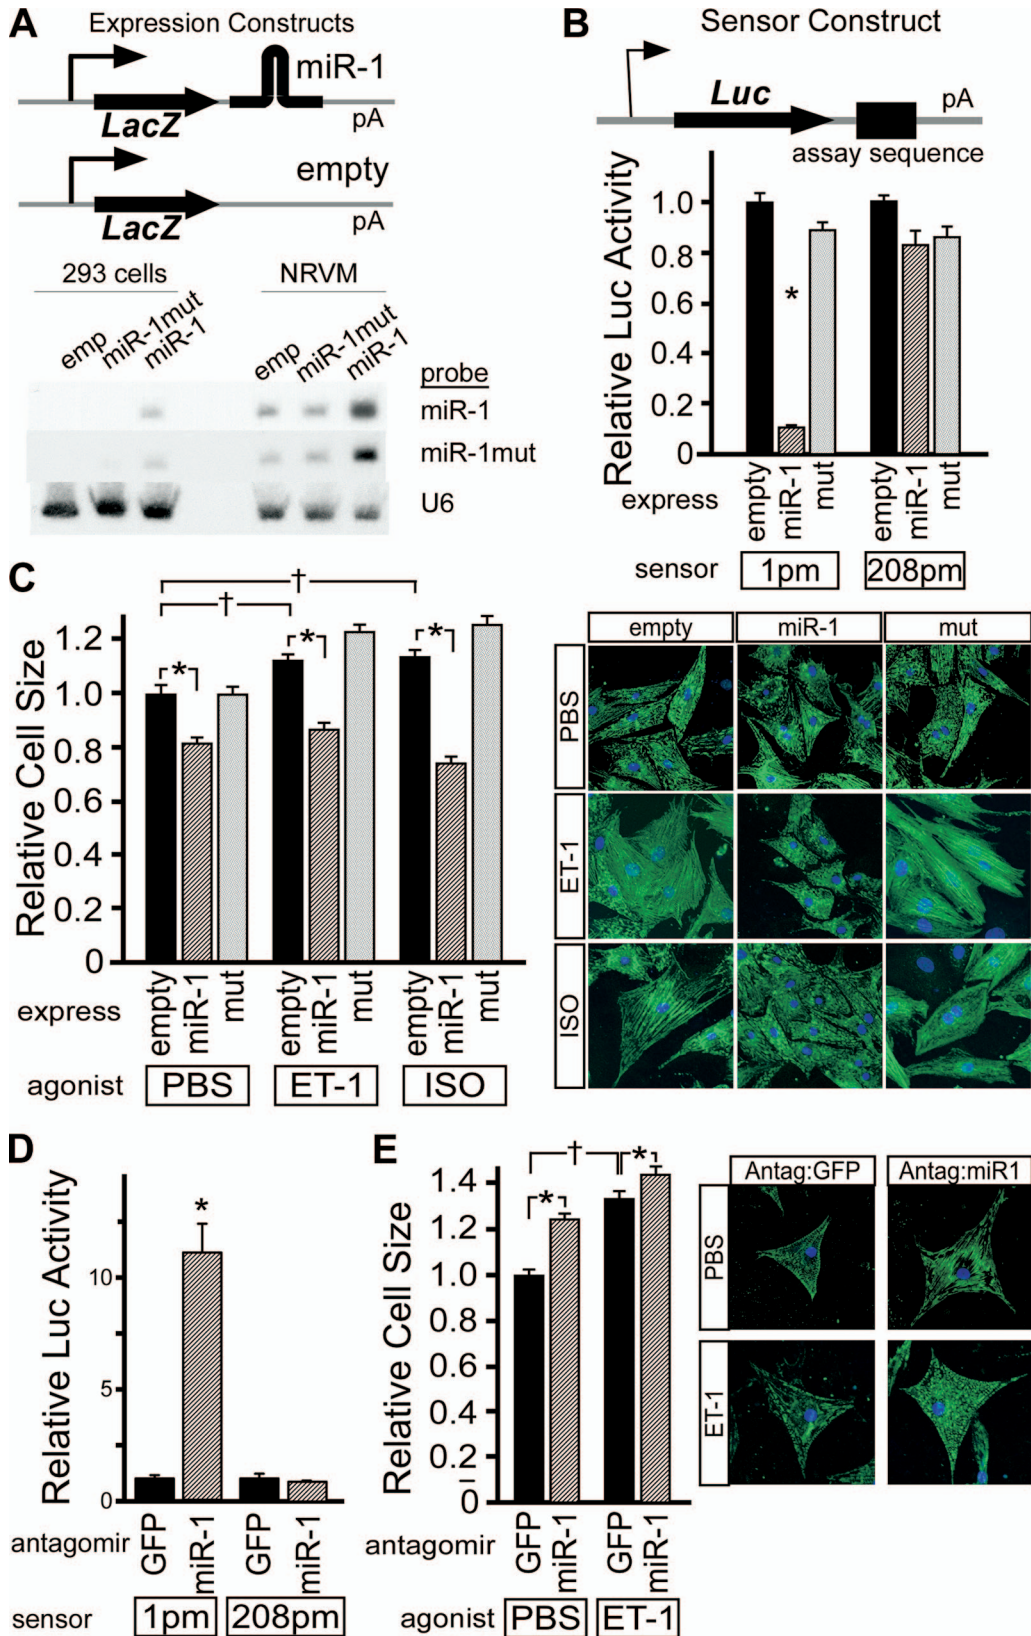 A
Expression Constructs
miR-1
LacZ
pA
empty
LacZ
pA
293 cells
NRVM
emp
miR-1mut
miR-1
emp
miR-1mut
miR-1
probe
miR-1
miR-1mut
U6
B
Sensor Construct
Luc
pA
assay sequence
Relative Luc Activity
1.0
0.8
0.6
0.4
0.2
0
*
express
empty
miR-1
mut
empty
miR-1
mut
sensor
1pm
208pm
C
Relative Cell Size
1.2
1.0
0.8
0.6
0.4
0.2
0
†
†
*
*
*
express
empty
miR-1
mut
empty
miR-1
mut
empty
miR-1
mut
agonist
PBS
ET-1
ISO
empty
miR-1
mut
PBS
ET-1
ISO
D
Relative Luc Activity
10
5
0
*
antagomir
GFP
miR-1
GFP
miR-1
sensor
1pm
208pm
E
Relative Cell Size
1.4
1.2
1.0
0.8
0.6
0.4
0.2
0
†
*
*
antagomir
GFP
miR-1
GFP
miR-1
agonist
PBS
ET-1
Antag:GFP
Antag:miR1
PBS
ET-1